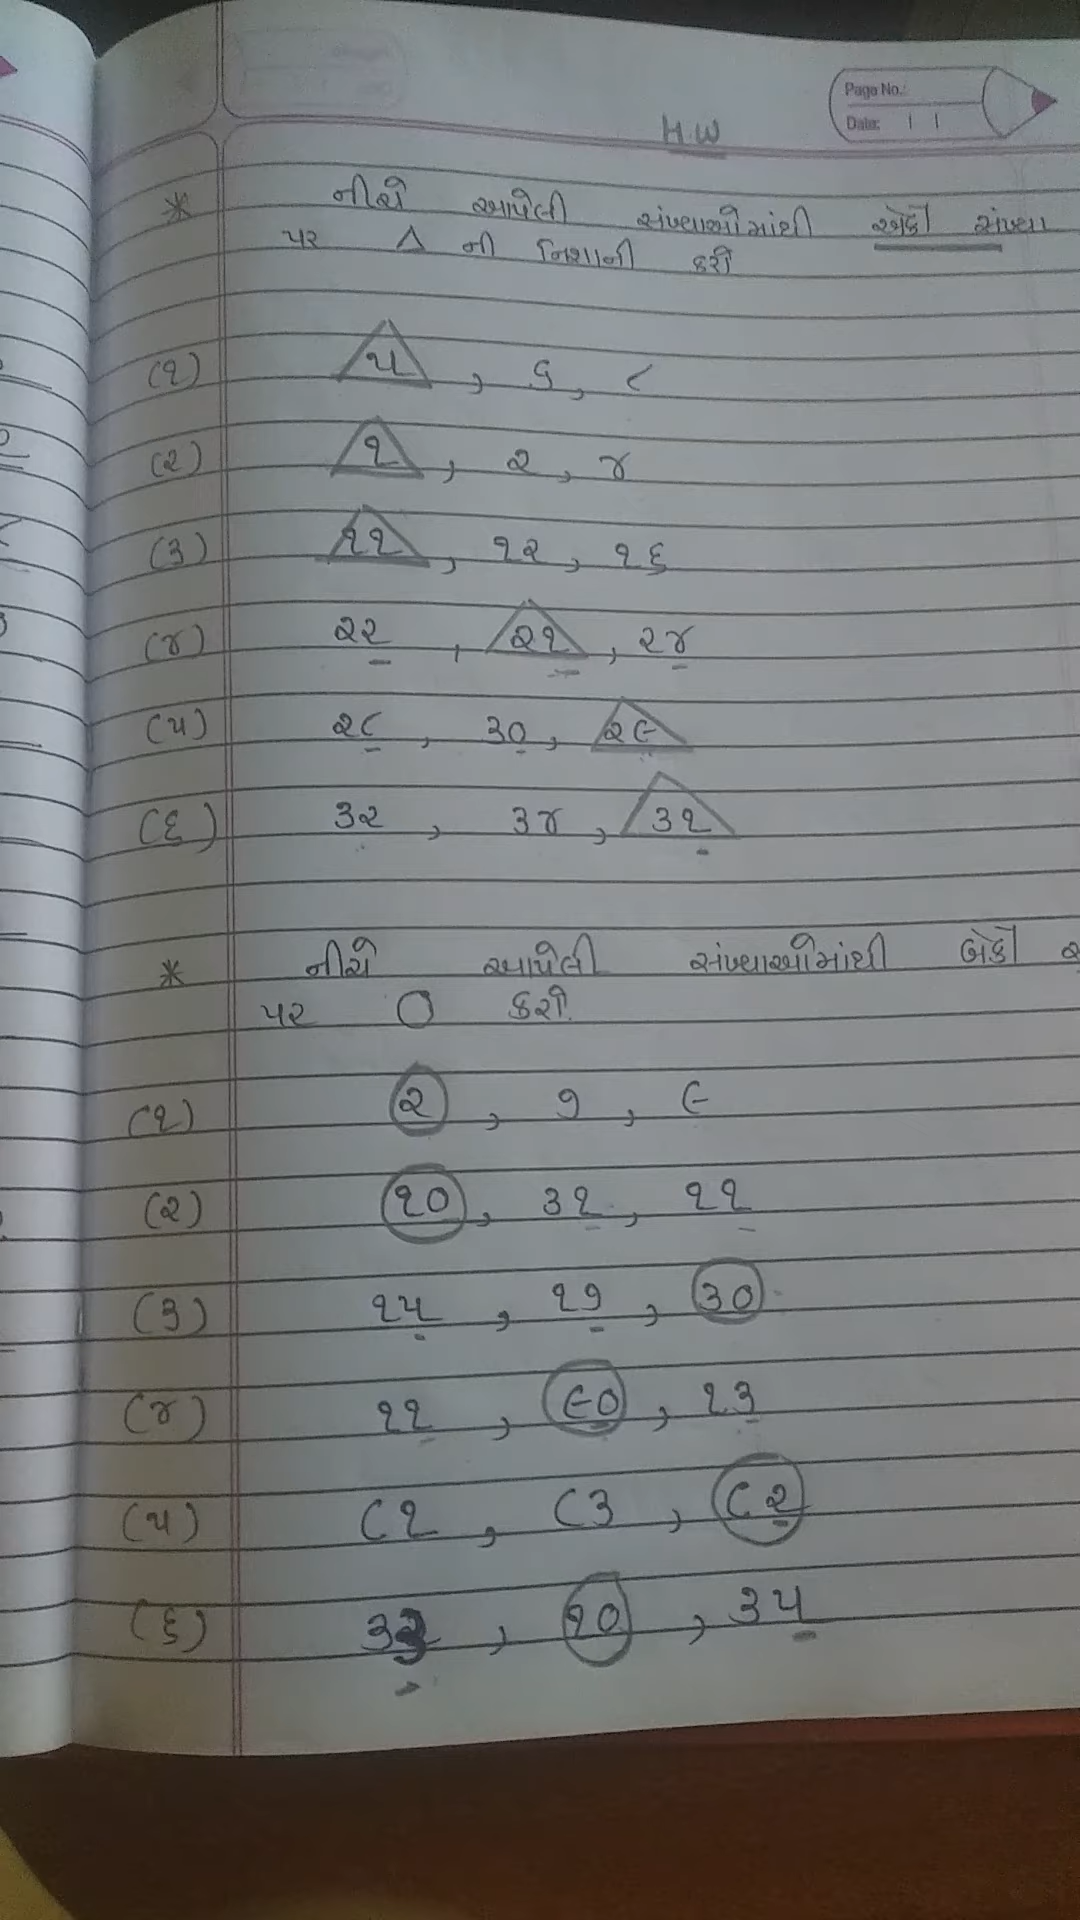 Page No.:
Date: | |
H.W
* નીચે આપેલી સંખ્યાઓમાંથી એકી સંખ્યા
પર △ ની નિશાની કરો
(૧) ૫, ૬, ૮
(૨) ૧, ૨, ૪
(૩) ૧૧, ૧૨, ૧૬
(૪) ૨૨, ૨૧, ૨૪
(૫) ૨૮, ૩૦, ૨૯
(૬) ૩૨, ૩૪, ૩૧
* નીચે આપેલી સંખ્યાઓમાંથી બેકી
પર ○ કરો.
(૧) ૨, ૭, ૯
(૨) ૧૦, ૩૧, ૧૧
(૩) ૧૫, ૧૭, ૩૦
(૪) ૧૧, ૯૦, ૧૩
(૫) ૮૧, ૮૩, ૮૨
(૬) ૩૩, ૧૦, ૩૫